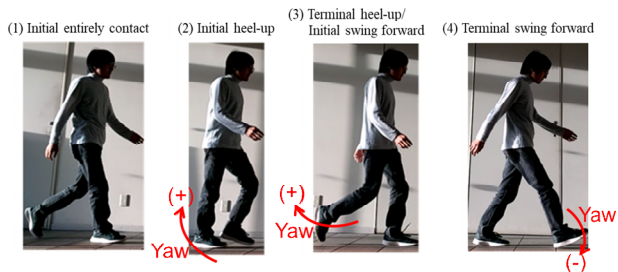 (1) Initial entirely contact
(2) Initial heel-up
(3) Terminal heel-up/
Initial swing forward
(4) Terminal swing forward
(+)
Yaw
(+)
Yaw
Yaw
(-)